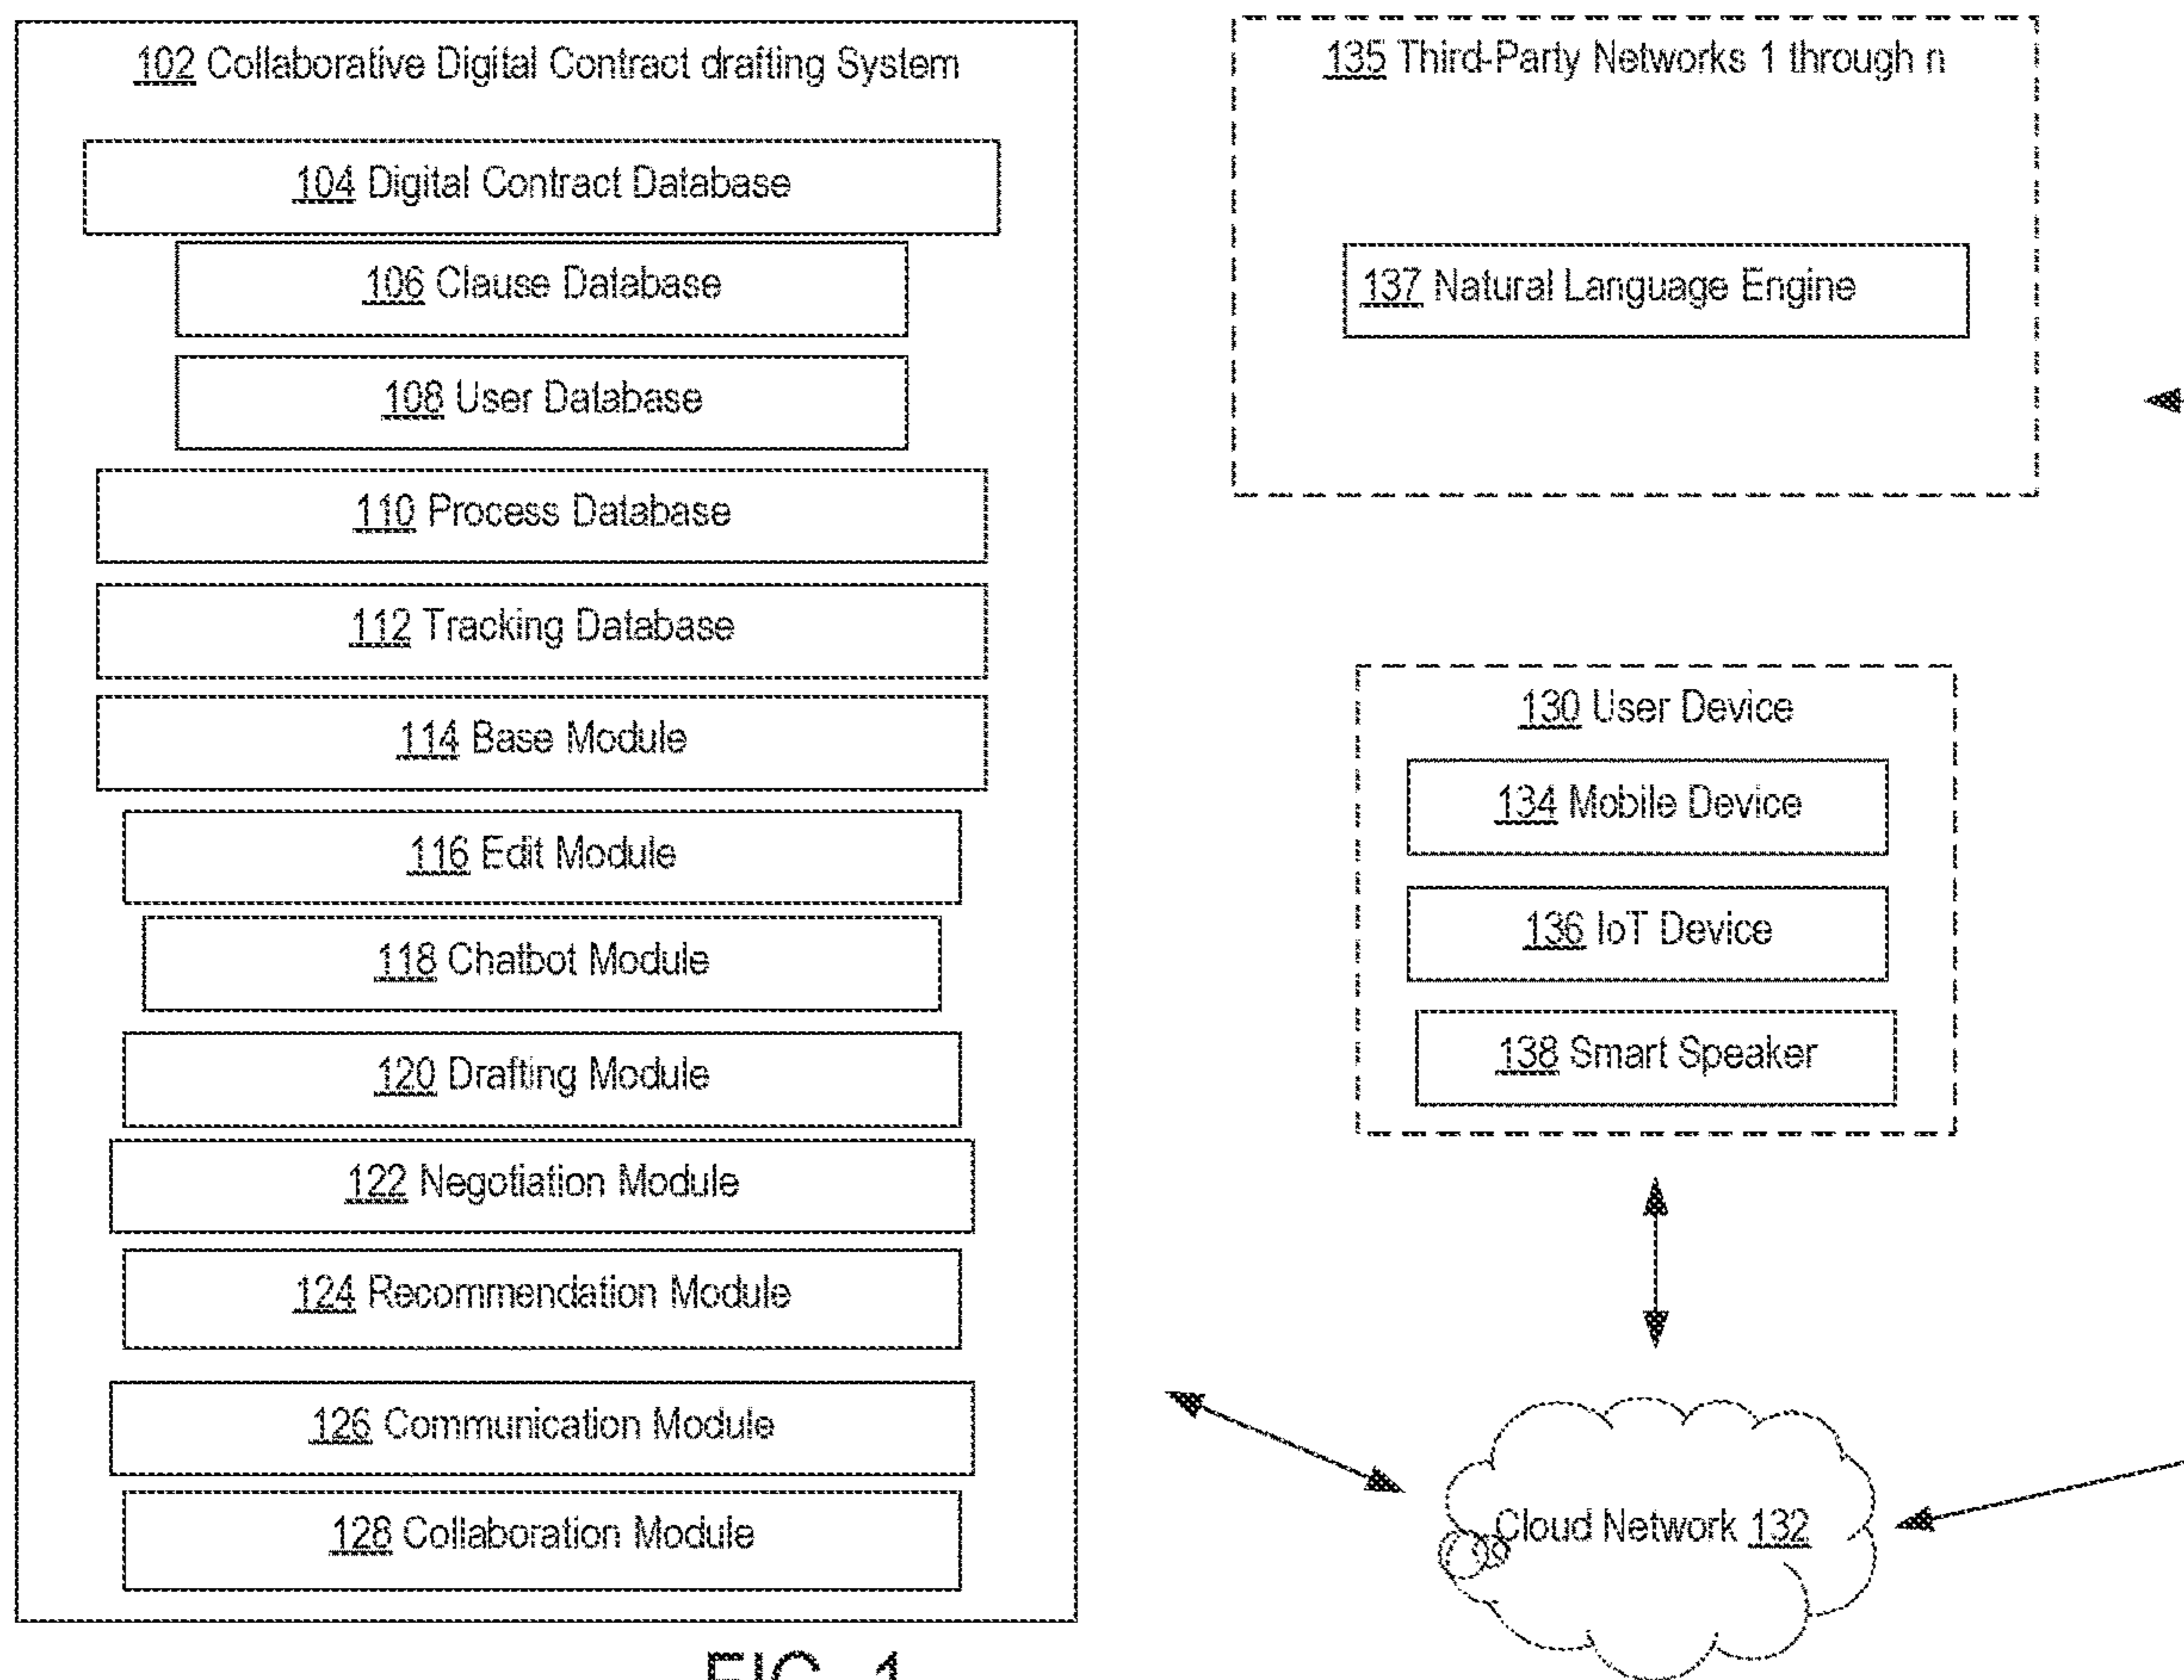 102 Collaborative Digital Contract drafting System
104 Digital Contract Database
106 Clause Database
108 User Database
110 Process Database
112 Tracking Database
114 Base Module
116 Edit Module
118 Chatbot Module
120 Drafting Module
122 Negotiation Module
124 Recommendation Module
126 Communication Module
128 Collaboration Module
135 Third-Party Networks 1 through n
137 Natural Language Engine
130 User Device
134 Mobile Device
136 IoT Device
138 Smart Speaker
Cloud Network 132
FIG. 1